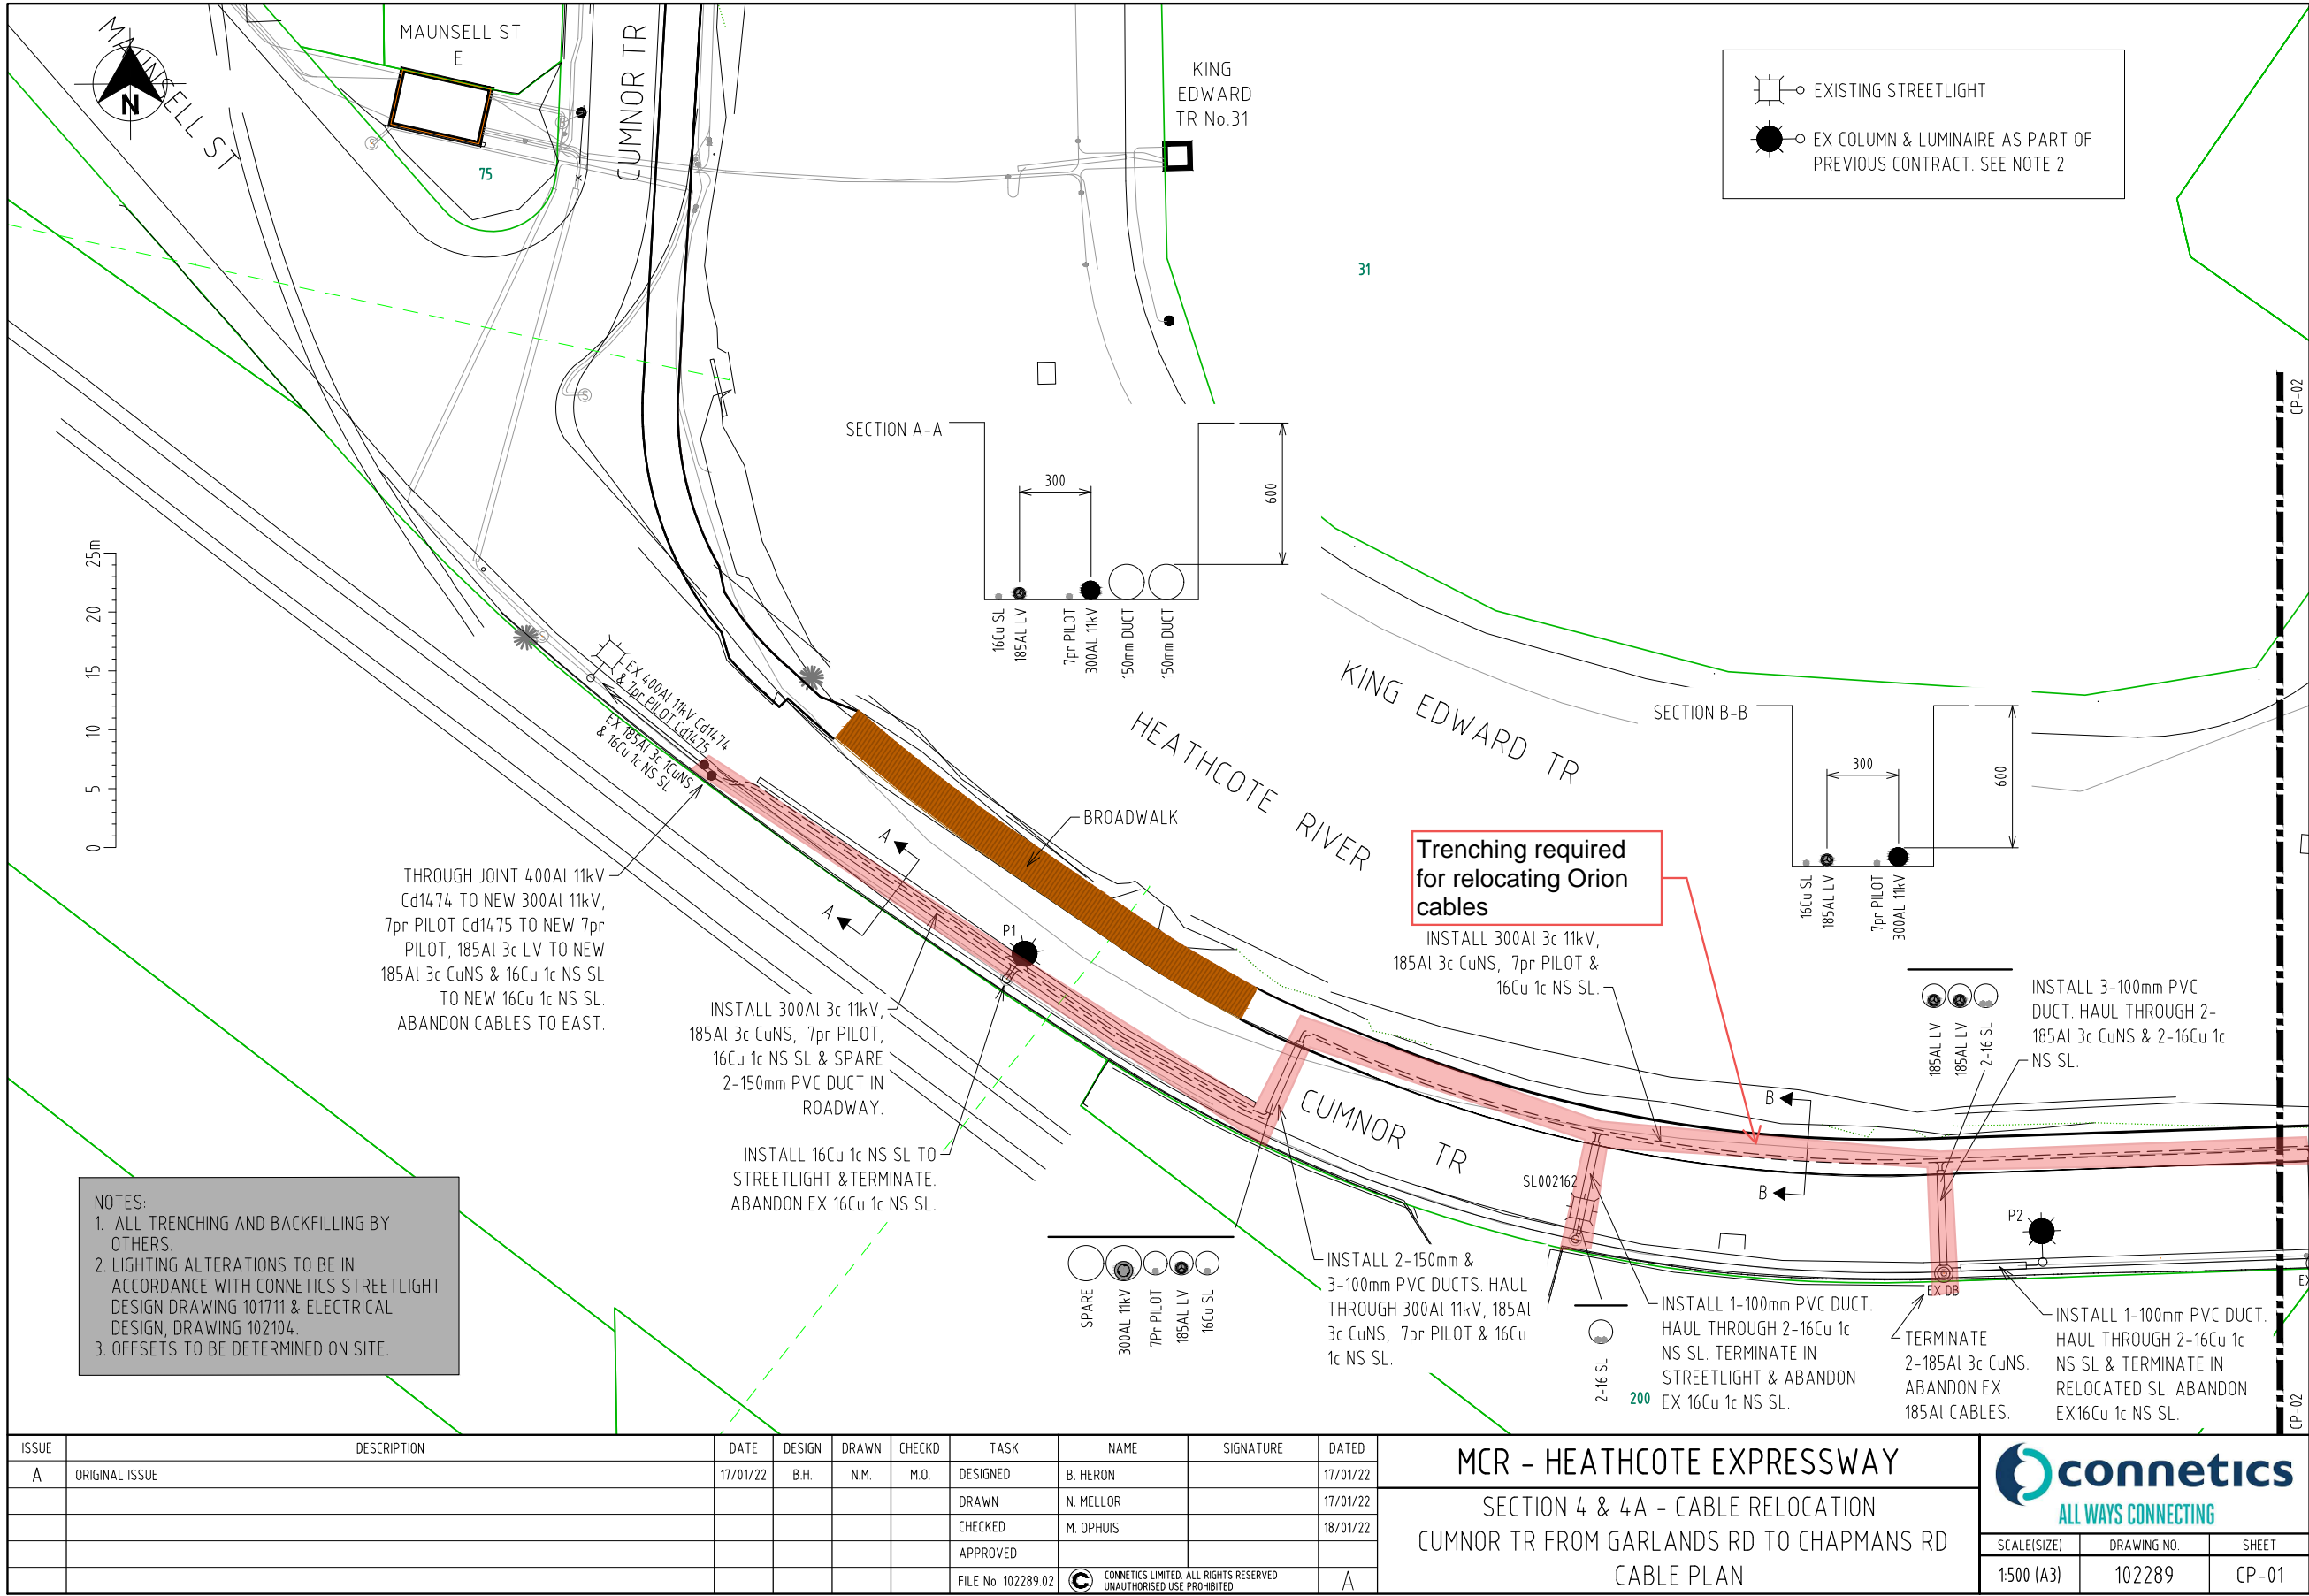 MAUNSELL ST
N
MAUNSELL ST
E
75
CUMNOR TR
KING
EDWARD
TR No.31
31
EXISTING STREETLIGHT
EX COLUMN & LUMINAIRE AS PART OF
PREVIOUS CONTRACT. SEE NOTE 2
CP-02
25m
20
15
10
5
0
SECTION A-A
300
600
16Cu SL
185AL LV
7pr PILOT
300AL 11kV
150mm DUCT
150mm DUCT
EX 400Al 11kV Cd1474
& 7pr PILOT Cd1475
EX 185Al 3c 1CuNS
& 16Cu 1c NS SL
KING EDWARD TR
HEATHCOTE RIVER
BROADWALK
SECTION B-B
300
600
16Cu SL
185AL LV
7pr PILOT
300AL 11kV
Trenching required
for relocating Orion
cables
INSTALL 300Al 3c 11kV,
185Al 3c CuNS, 7pr PILOT &
16Cu 1c NS SL.
THROUGH JOINT 400Al 11kV
Cd1474 TO NEW 300Al 11kV,
7pr PILOT Cd1475 TO NEW 7pr
PILOT, 185Al 3c LV TO NEW
185Al 3c CuNS & 16Cu 1c NS SL
TO NEW 16Cu 1c NS SL.
ABANDON CABLES TO EAST.
A
A
P1
INSTALL 300Al 3c 11kV,
185Al 3c CuNS, 7pr PILOT,
16Cu 1c NS SL & SPARE
2-150mm PVC DUCT IN
ROADWAY.
INSTALL 16Cu 1c NS SL TO
STREETLIGHT &TERMINATE.
ABANDON EX 16Cu 1c NS SL.
185AL LV
185AL LV
2-16 SL
INSTALL 3-100mm PVC
DUCT. HAUL THROUGH 2-
185Al 3c CuNS & 2-16Cu 1c
NS SL.
CUMNOR TR
B
B
SL002162
P2
EX DB
EX
SPARE
300AL 11kV
7Pr PILOT
185AL LV
16Cu SL
INSTALL 2-150mm &
3-100mm PVC DUCTS. HAUL
THROUGH 300Al 11kV, 185Al
3c CuNS, 7pr PILOT & 16Cu
1c NS SL.
2-16 SL
200
INSTALL 1-100mm PVC DUCT.
HAUL THROUGH 2-16Cu 1c
NS SL. TERMINATE IN
STREETLIGHT & ABANDON
EX 16Cu 1c NS SL.
TERMINATE
2-185Al 3c CuNS.
ABANDON EX
185Al CABLES.
INSTALL 1-100mm PVC DUCT.
HAUL THROUGH 2-16Cu 1c
NS SL & TERMINATE IN
RELOCATED SL. ABANDON
EX16Cu 1c NS SL.
CP-02
NOTES:
1. ALL TRENCHING AND BACKFILLING BY
OTHERS.
2. LIGHTING ALTERATIONS TO BE IN
ACCORDANCE WITH CONNETICS STREETLIGHT
DESIGN DRAWING 101711 & ELECTRICAL
DESIGN, DRAWING 102104.
3. OFFSETS TO BE DETERMINED ON SITE.
ISSUE DESCRIPTION DATE DESIGN DRAWN CHECKD TASK NAME SIGNATURE DATED
A ORIGINAL ISSUE 17/01/22 B.H. N.M. M.O. DESIGNED B. HERON 17/01/22
DRAWN N. MELLOR 17/01/22
CHECKED M. OPHUIS 18/01/22
APPROVED
FILE No. 102289.02 C CONNETICS LIMITED. ALL RIGHTS RESERVED
UNAUTHORISED USE PROHIBITED
A
MCR - HEATHCOTE EXPRESSWAY
SECTION 4 & 4A - CABLE RELOCATION
CUMNOR TR FROM GARLANDS RD TO CHAPMANS RD
CABLE PLAN
connetics
ALL WAYS CONNECTING
SCALE(SIZE) DRAWING NO. SHEET
1:500 (A3) 102289 CP-01